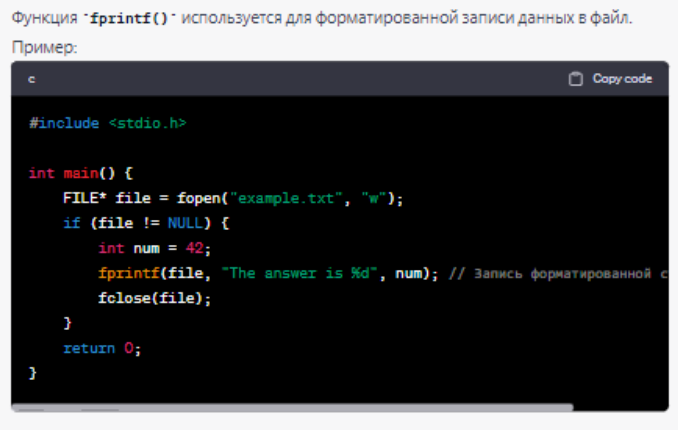 Функция `fprintf()` используется для форматированной записи данных в файл.
Пример:
c Copy code
#include <stdio.h>
int main() {
FILE* file = fopen("example.txt", "w");
if (file != NULL) {
int num = 42;
fprintf(file, "The answer is %d", num); // Запись форматированной с
fclose(file);
}
return 0;
}